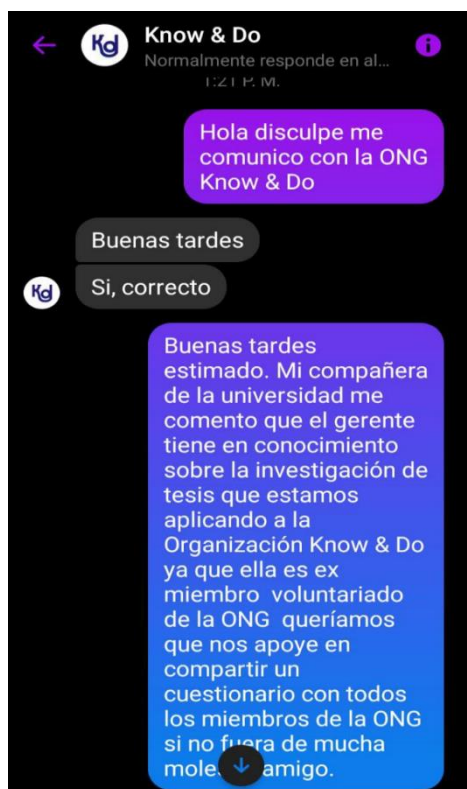 Know & Do
Kd
Normalmente responde en al...
1:21 P. M.
Hola disculpe me
comunico con la ONG
Know & Do
Buenas tardes
Kd
Si, correcto
Buenas tardes
estimado. Mi compañera
de la universidad me
comento que el gerente
tiene en conocimiento
sobre la investigación de
tesis que estamos
aplicando a la
Organización Know & Do
ya que ella es ex
miembro voluntariado
de la ONG queríamos
que nos apoye en
compartir un
cuestionario con todos
los miembros de la ONG
si no fuera de mucha
amigo.